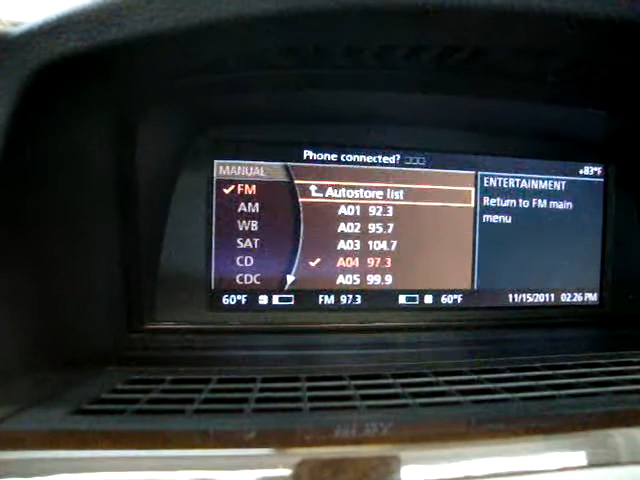 Phone connected?
+83°F
MANUAL
FM
AM
WB
SAT
CD
CDC
Autostore list
A01 92.3
A02 95.7
A03 104.7
A04 97.3
A05 99.9
ENTERTAINMENT
Return to FM main
menu
60°F
FM 97.3
60°F
11/15/2011 02:26 PM